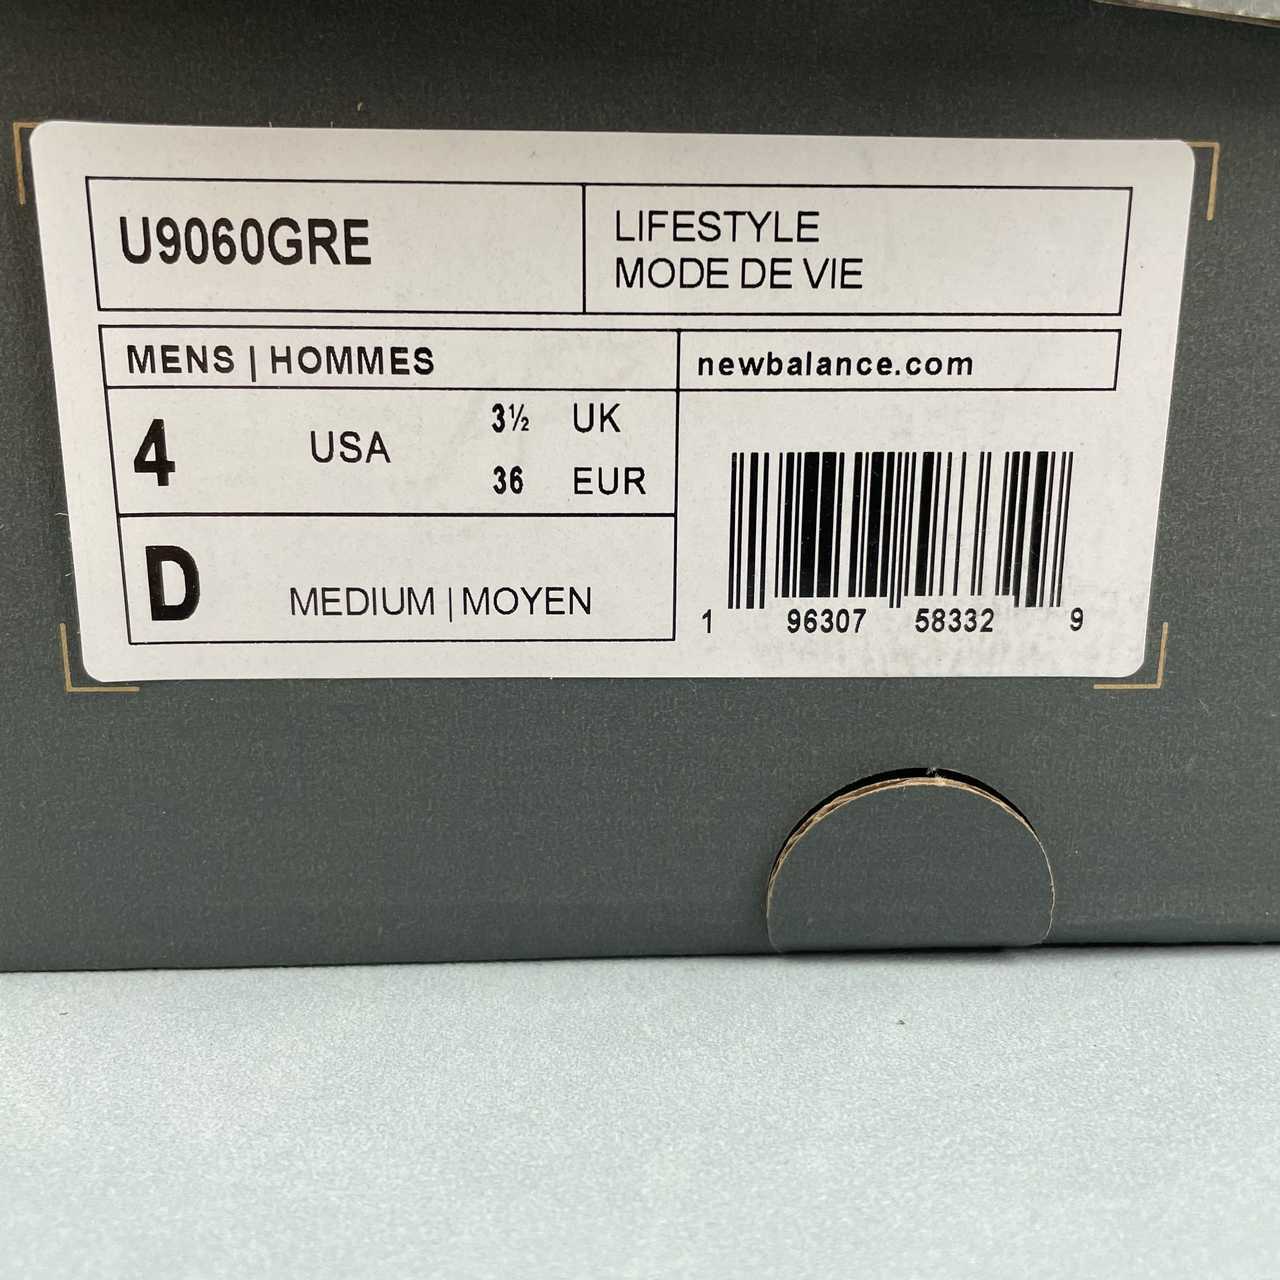 U9060GRE
LIFESTYLE
MODE DE VIE
MENS | HOMMES
newbalance.com
4 USA
3½ UK
36 EUR
D MEDIUM | MOYEN
1 96307 58332 9